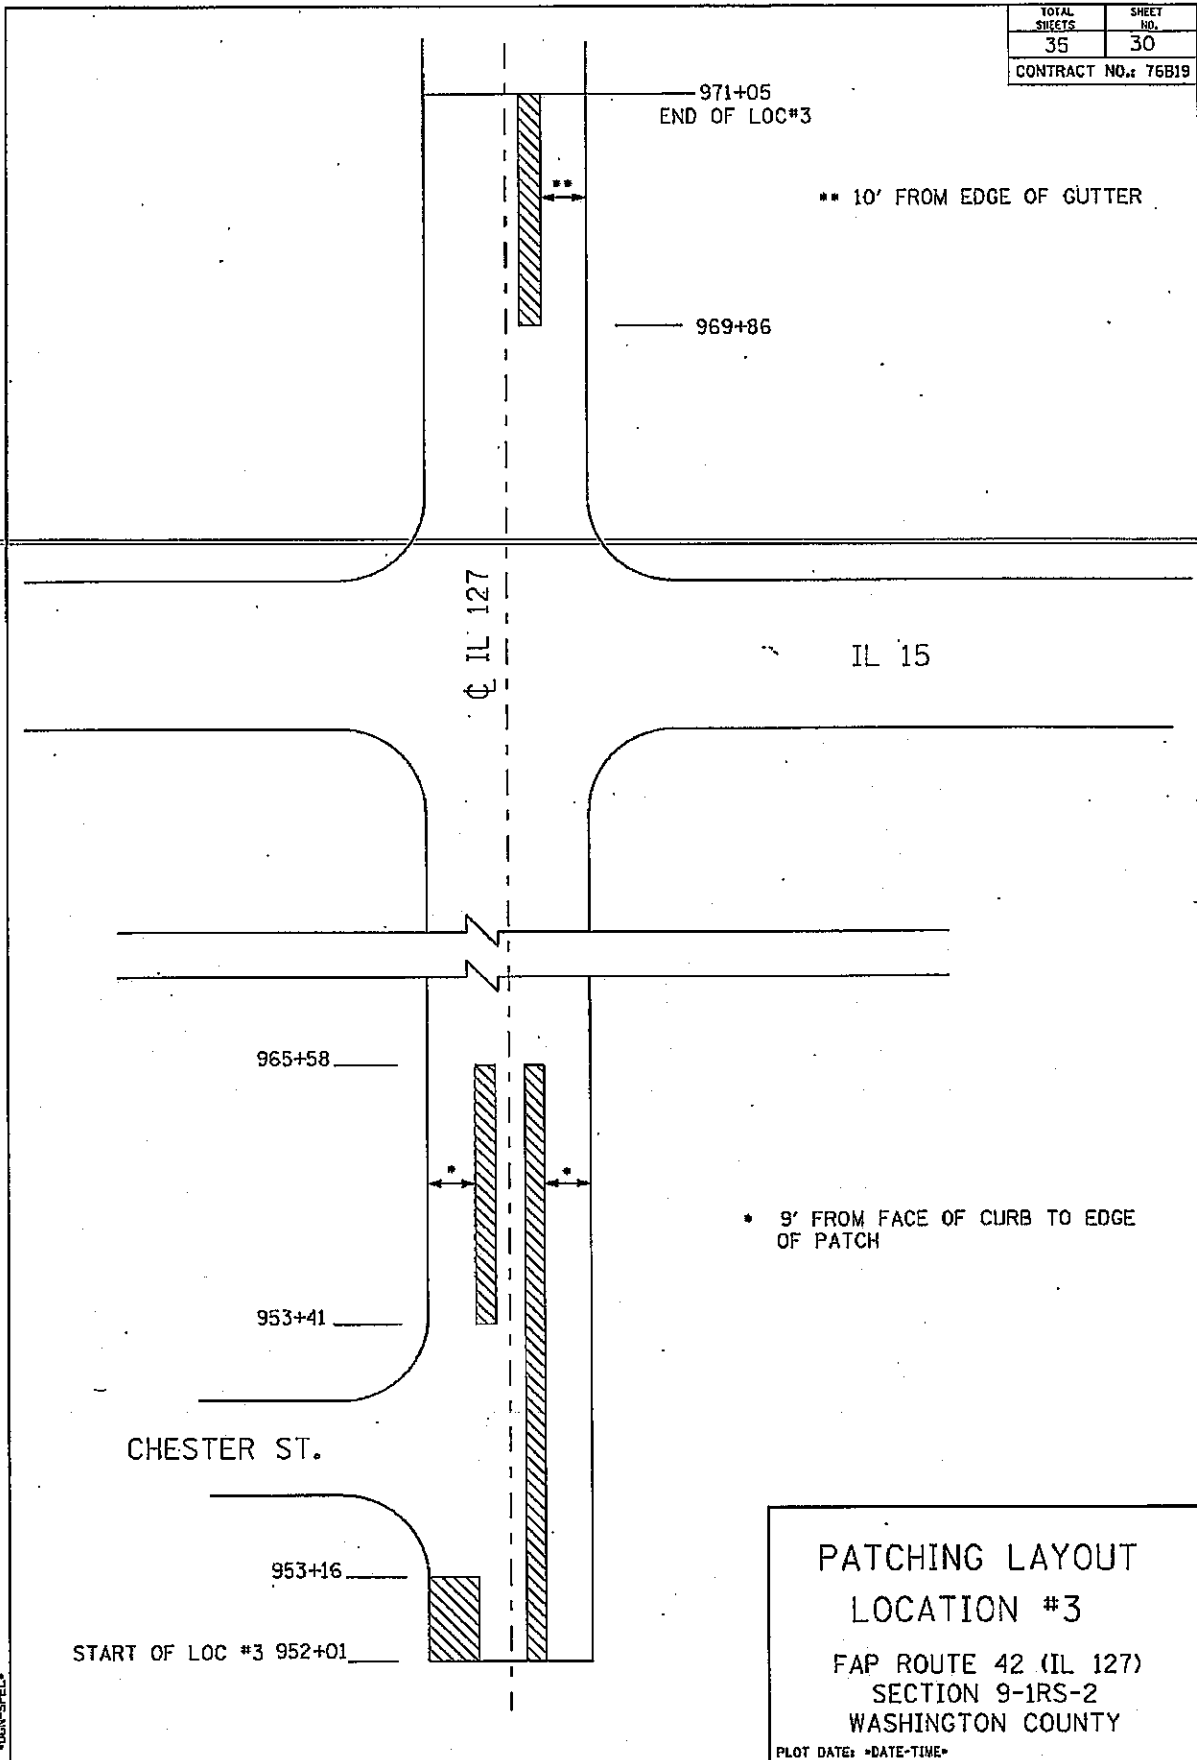 TOTAL SHEETS
SHEET NO.
35
30
CONTRACT NO.: 76B19
971+05
END OF LOC#3
**
** 10' FROM EDGE OF GUTTER
969+86
℄ IL 127
IL 15
965+58
*
*
* 9' FROM FACE OF CURB TO EDGE
OF PATCH
953+41
CHESTER ST.
953+16
START OF LOC #3 952+01
PATCHING LAYOUT
LOCATION #3
FAP ROUTE 42 (IL 127)
SECTION 9-1RS-2
WASHINGTON COUNTY
PLOT DATE: *DATE-TIME*